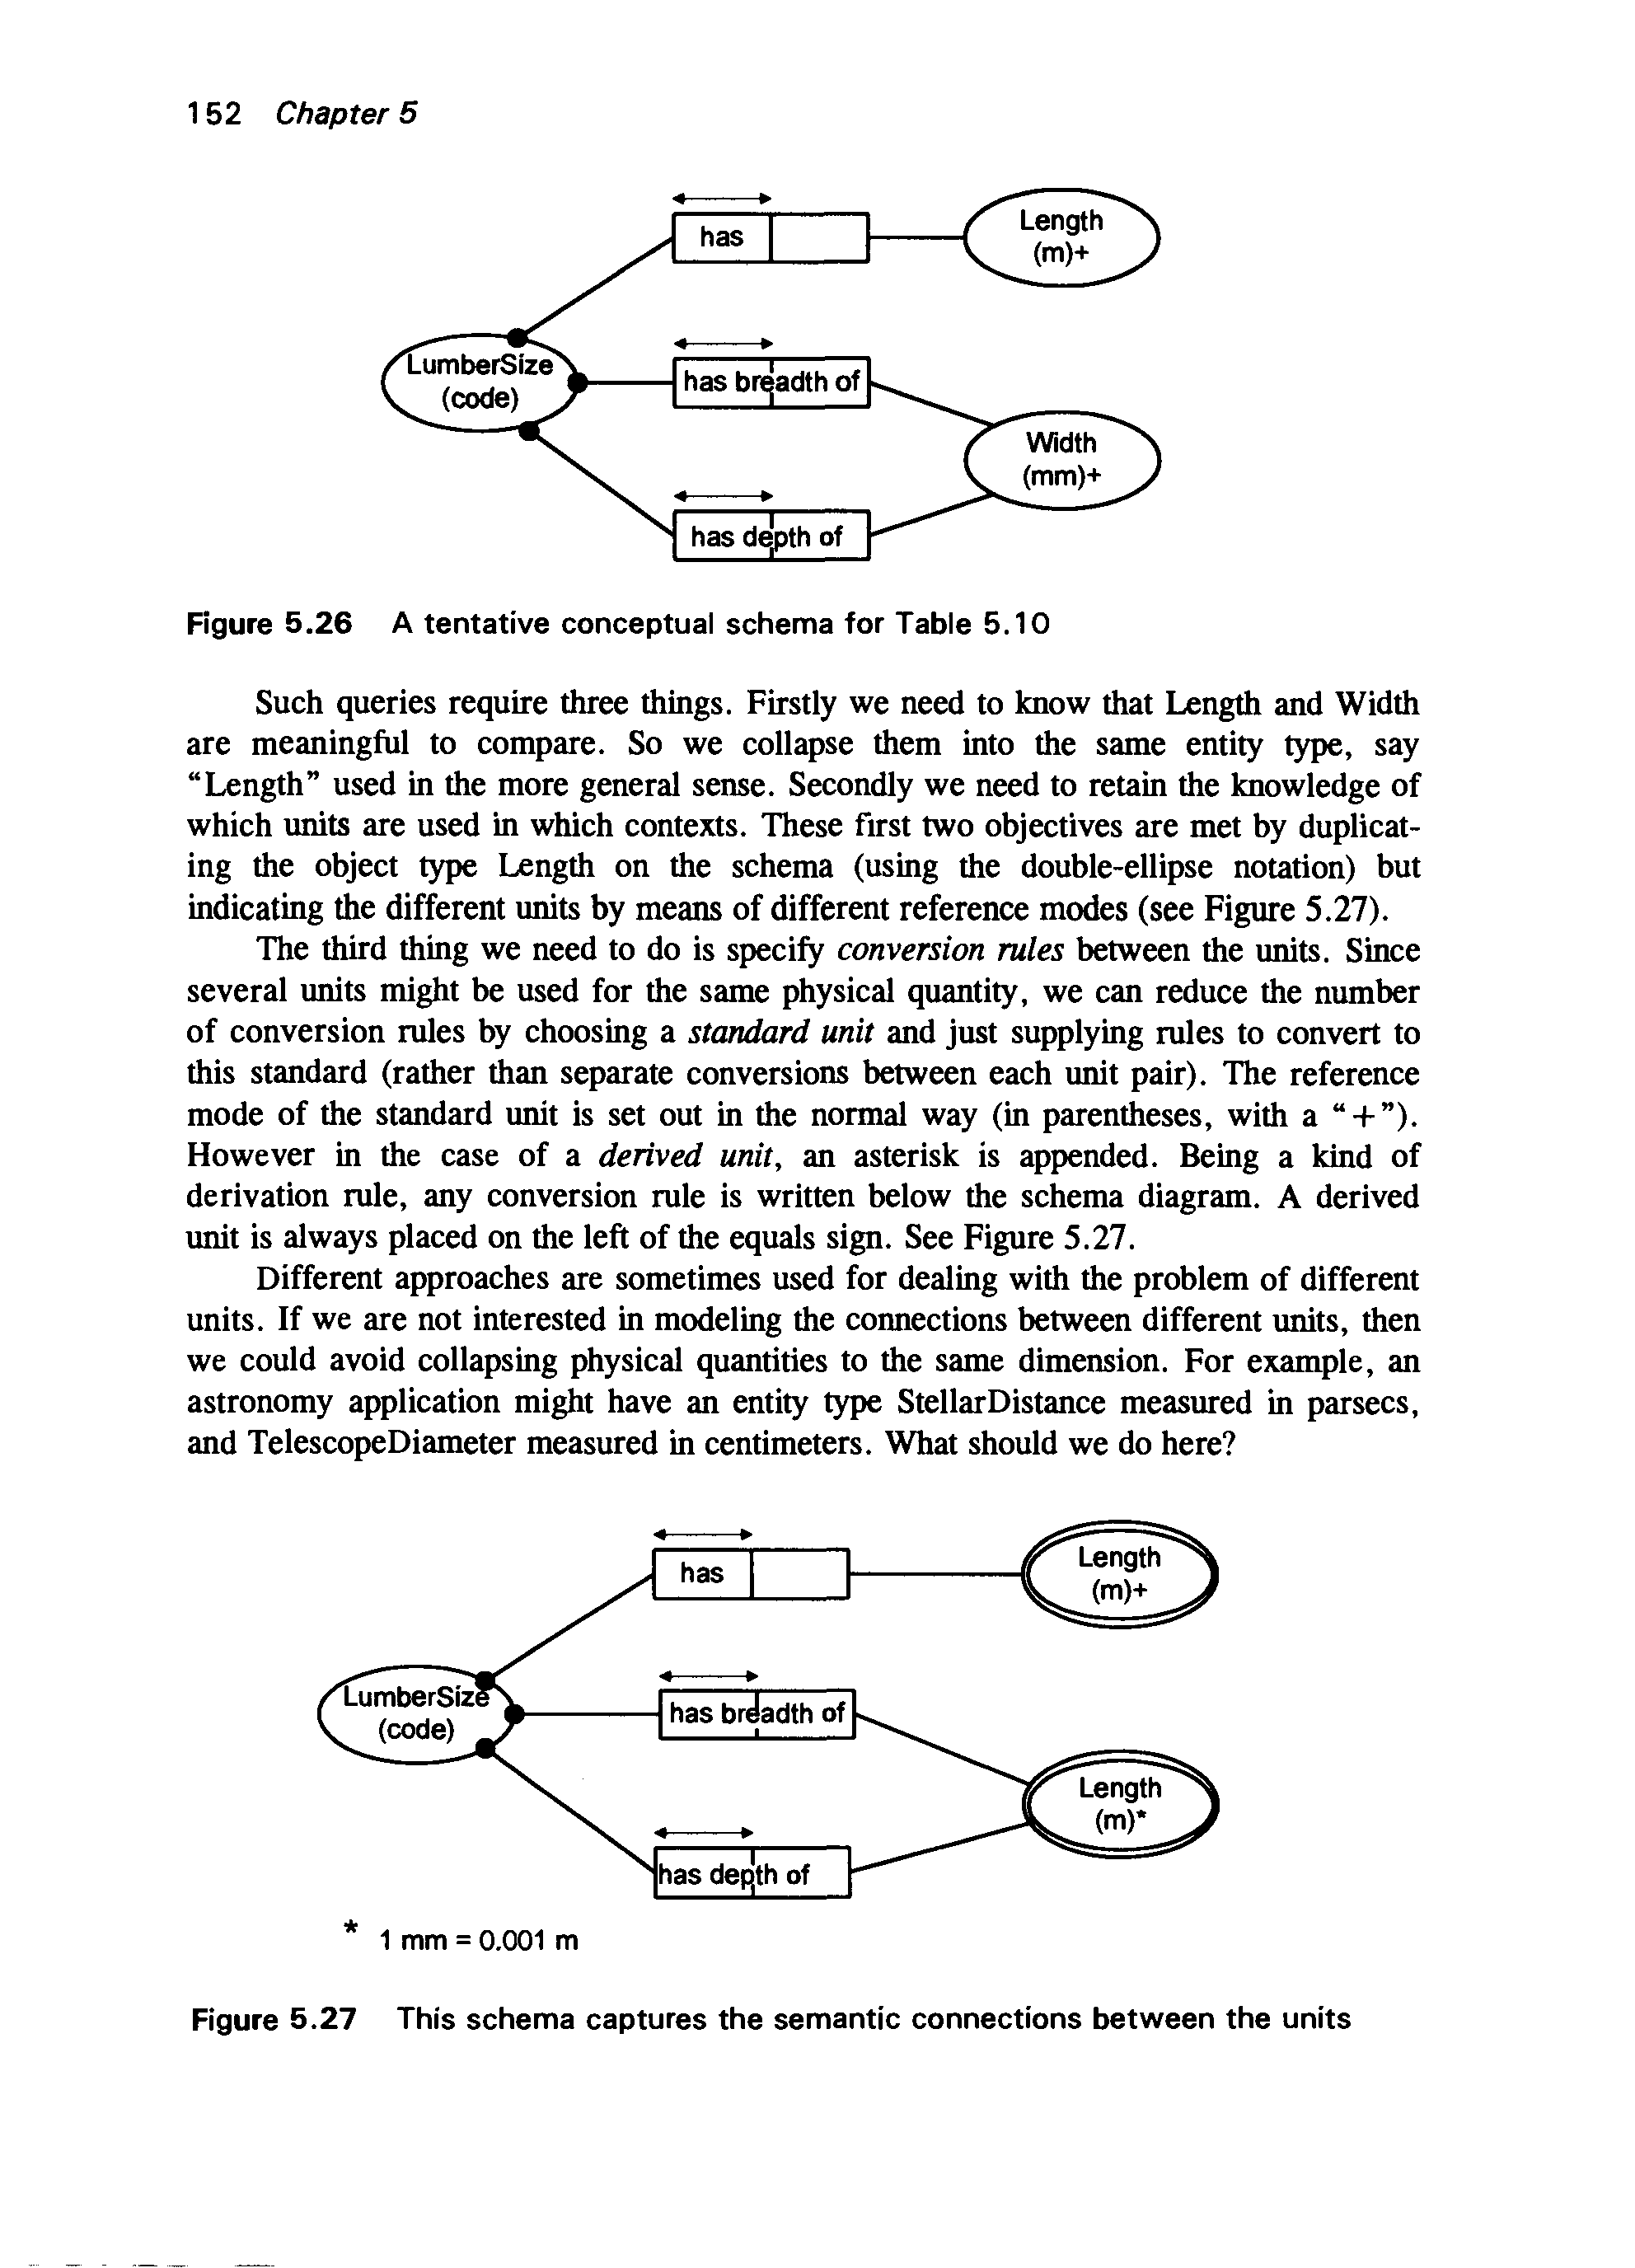 152 Chapter 5
has
Length
(m)+
LumberSize
(code)
has breadth of
Width
(mm)+
has depth of
Figure 5.26 A tentative conceptual schema for Table 5.10
Such queries require three things. Firstly we need to know that Length and Width
are meaningful to compare. So we collapse them into the same entity type, say
“Length” used in the more general sense. Secondly we need to retain the knowledge of
which units are used in which contexts. These first two objectives are met by duplicat-
ing the object type Length on the schema (using the double-ellipse notation) but
indicating the different units by means of different reference modes (see Figure 5.27).
The third thing we need to do is specify conversion rules between the units. Since
several units might be used for the same physical quantity, we can reduce the number
of conversion rules by choosing a standard unit and just supplying rules to convert to
this standard (rather than separate conversions between each unit pair). The reference
mode of the standard unit is set out in the normal way (in parentheses, with a “+”).
However in the case of a derived unit, an asterisk is appended. Being a kind of
derivation rule, any conversion rule is written below the schema diagram. A derived
unit is always placed on the left of the equals sign. See Figure 5.27.
Different approaches are sometimes used for dealing with the problem of different
units. If we are not interested in modeling the connections between different units, then
we could avoid collapsing physical quantities to the same dimension. For example, an
astronomy application might have an entity type StellarDistance measured in parsecs,
and TelescopeDiameter measured in centimeters. What should we do here?
has
Length
(m)+
LumberSize
(code)
has breadth of
Length
(m)*
has depth of
* 1 mm = 0.001 m
Figure 5.27 This schema captures the semantic connections between the units